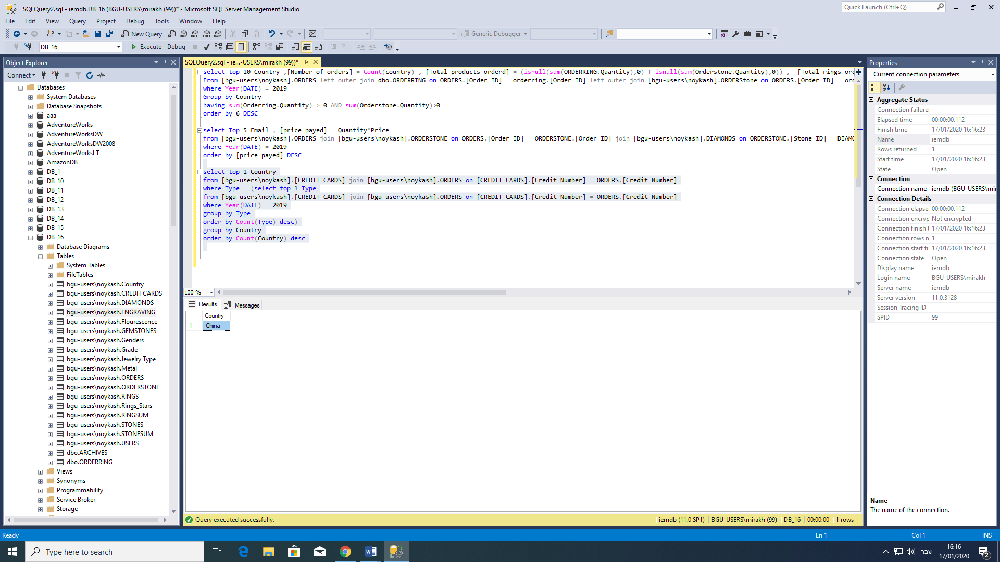 SQLQuery2.sql - iemdb.DB_16 (BGU-USERS\mirakh (99))* - Microsoft SQL Server Management Studio
Quick Launch (Ctrl+Q)
File Edit View Query Project Debug Tools Window Help
New Query
MDX DMX XMLA DAX
Generic Debugger
DB_16
Execute Debug
Object Explorer
Connect
Databases
System Databases
Database Snapshots
aaa
AdventureWorks
AdventureWorksDW
AdventureWorksDW2008
AdventureWorksLT
AmazonDB
DB_1
DB_10
DB_11
DB_12
DB_13
DB_14
DB_15
DB_16
Database Diagrams
Tables
System Tables
FileTables
bgu-users\noykash.Country
bgu-users\noykash.CREDIT CARDS
bgu-users\noykash.DIAMONDS
bgu-users\noykash.ENGRAVING
bgu-users\noykash.Flourescence
bgu-users\noykash.GEMSTONES
bgu-users\noykash.Genders
bgu-users\noykash.Grade
bgu-users\noykash.Jewelry Type
bgu-users\noykash.Metal
bgu-users\noykash.ORDERS
bgu-users\noykash.ORDERSTONE
bgu-users\noykash.RINGS
bgu-users\noykash.Rings_Stars
bgu-users\noykash.RINGSUM
bgu-users\noykash.STONES
bgu-users\noykash.STONESUM
bgu-users\noykash.USERS
dbo.ARCHIVES
dbo.ORDERRING
Views
Synonyms
Programmability
Service Broker
Storage
SQLQuery2.sql - ie...-USERS\mirakh (99))*
select top 10 Country ,[Number of orders] = Count(country) , [Total products orderd] = (isnull(sum(ORDERRING.Quantity),0) + isnull(sum(Orderstone.Quantity),0)) , [Total rings ord
From [bgu-users\noykash].ORDERS left outer join dbo.ORDERRING on ORDERS.[Order ID]= orderring.[Order ID] left outer join [bgu-users\noykash].ORDERStone on ORDERS.[Order ID] = ord
where Year(DATE) = 2019
Group by Country
having sum(Orderring.Quantity) > 0 AND sum(Orderstone.Quantity)>0
order by 6 DESC
select Top 5 Email , [price payed] = Quantity*Price
from [bgu-users\noykash].ORDERS join [bgu-users\noykash].ORDERSTONE on ORDERS.[Order ID] = ORDERSTONE.[Order ID] join [bgu-users\noykash].DIAMONDS on ORDERSTONE.[Stone ID] = DIAMO
where Year(DATE) = 2019
order by [price payed] DESC
select top 1 Country
from [bgu-users\noykash].[CREDIT CARDS] join [bgu-users\noykash].ORDERS on [CREDIT CARDS].[Credit Number] = ORDERS.[Credit Number]
where Type = (select top 1 Type
from [bgu-users\noykash].[CREDIT CARDS] join [bgu-users\noykash].ORDERS on [CREDIT CARDS].[Credit Number] = ORDERS.[Credit Number]
where Year(DATE) = 2019
group by Type
order by Count(Type) desc)
group by Country
order by Count(Country) desc
100 %
Results Messages
Country
1 China
Query executed successfully.
iemdb (11.0 SP1) BGU-USERS\mirakh (99) DB_16 00:00:00 1 rows
Properties
Current connection parameters
Aggregate Status
Connection failures
Elapsed time 00:00:00.112
Finish time 17/01/2020 16:16:23
Name iemdb
Rows returned 1
Start time 17/01/2020 16:16:23
State Open
Connection
Connection name iemdb (BGU-USERS\mi
Connection Details
Connection elapse 00:00:00.112
Connection encryp Not encrypted
Connection finish t 17/01/2020 16:16:23
Connection rows re 1
Connection start ti 17/01/2020 16:16:23
Connection state Open
Display name iemdb
Login name BGU-USERS\mirakh
Server name iemdb
Server version 11.0.3128
Session Tracing ID
SPID 99
Name
The name of the connection.
Ready
Ln 1 Col 1 INS
Type here to search
עבר
16:16
17/01/2020
2